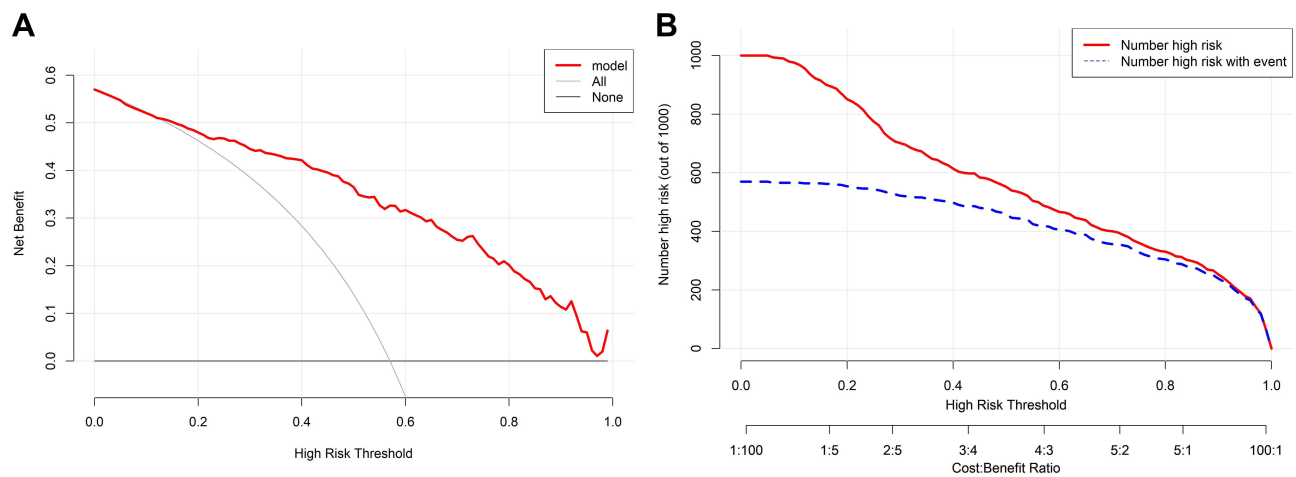 A
model
All
None
Net Benefit
0.6
0.5
0.4
0.3
0.2
0.1
0.0
0.0 0.2 0.4 0.6 0.8 1.0
High Risk Threshold
B
Number high risk
Number high risk with event
Number high risk (out of 1000)
1000
800
600
400
200
0
0.0 0.2 0.4 0.6 0.8 1.0
High Risk Threshold
1:100 1:5 2:5 3:4 4:3 5:2 5:1 100:1
Cost:Benefit Ratio